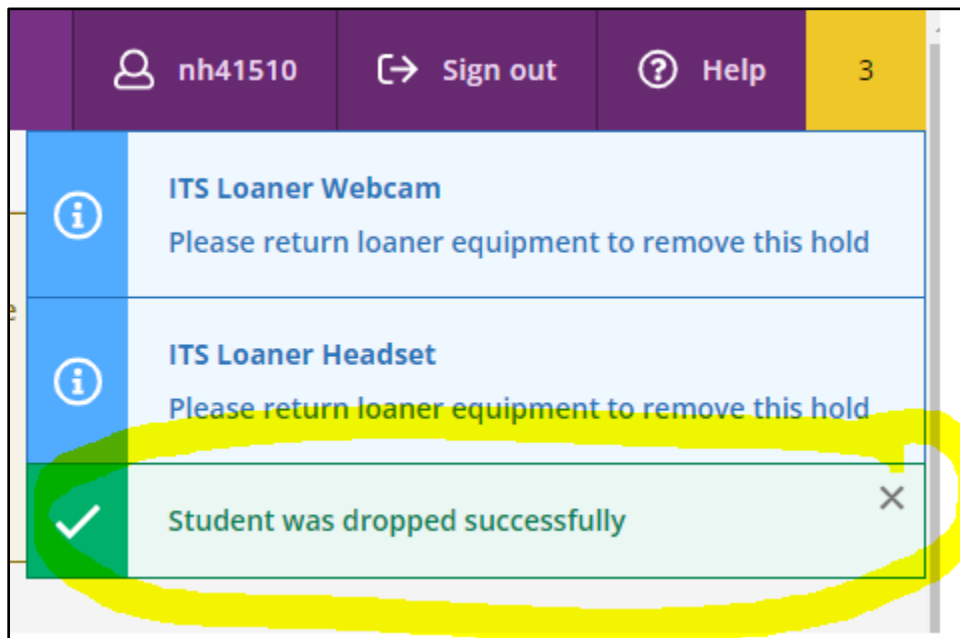 nh41510 Sign out Help 3
ITS Loaner Webcam
Please return loaner equipment to remove this hold
e
ITS Loaner Headset
Please return loaner equipment to remove this hold
Student was dropped successfully